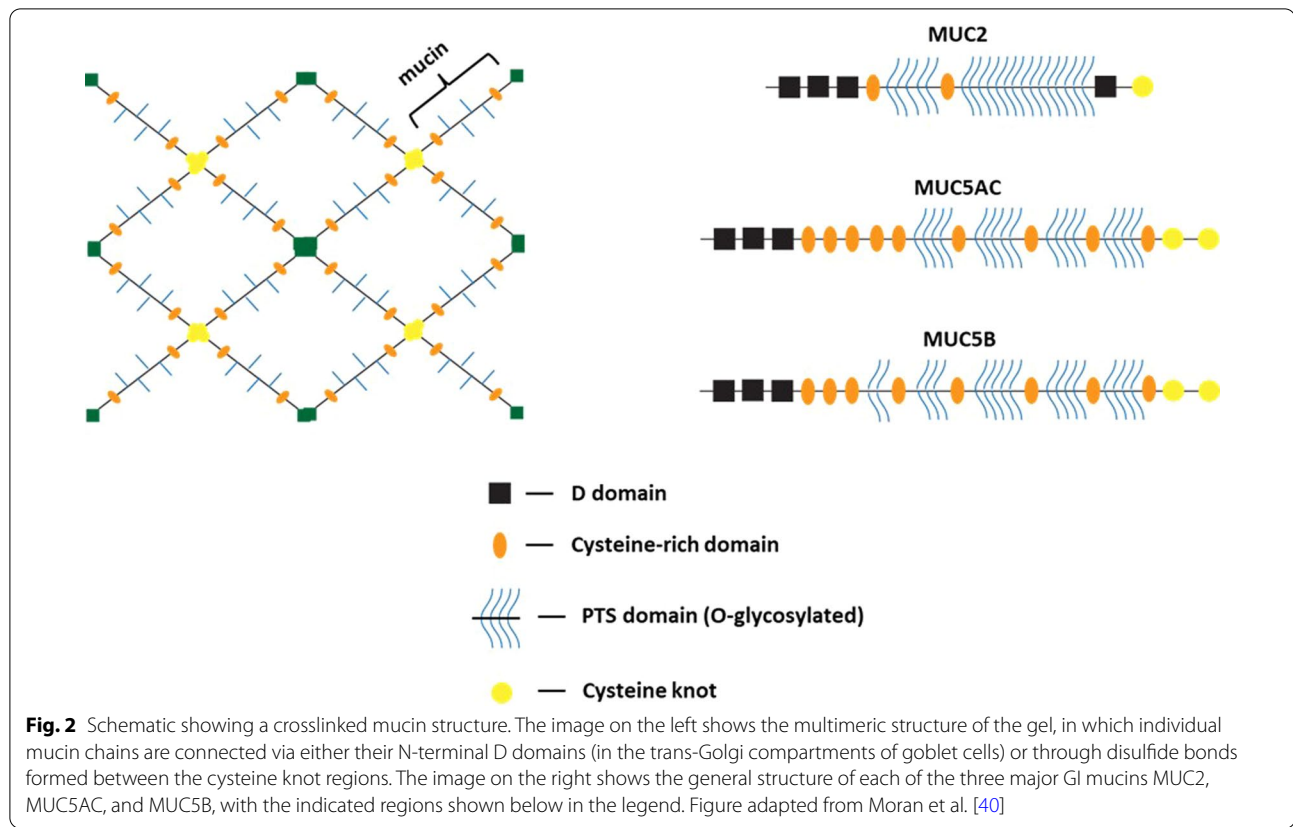 mucin
MUC2
MUC5AC
MUC5B
D domain
Cysteine-rich domain
PTS domain (O-glycosylated)
Cysteine knot
Fig. 2 Schematic showing a crosslinked mucin structure. The image on the left shows the multimeric structure of the gel, in which individual
mucin chains are connected via either their N-terminal D domains (in the trans-Golgi compartments of goblet cells) or through disulfide bonds
formed between the cysteine knot regions. The image on the right shows the general structure of each of the three major GI mucins MUC2,
MUC5AC, and MUC5B, with the indicated regions shown below in the legend. Figure adapted from Moran et al. [40]